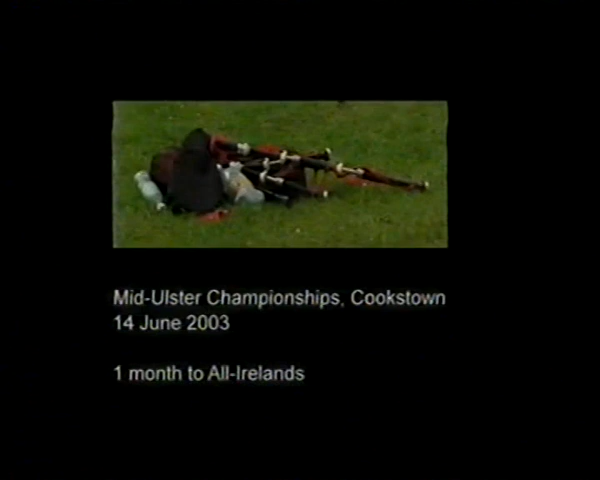 Mid-Ulster Championships, Cookstown
14 June 2003
1 month to All-Irelands